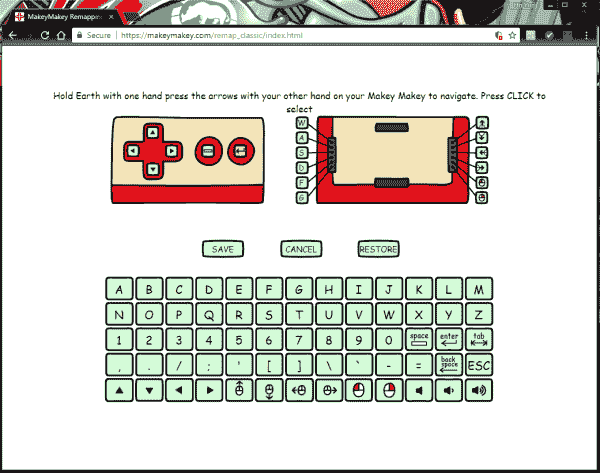 MakeyMakey Remappin
Secure https://makeymakey.com/remap_classic/index.html
Hold Earth with one hand press the arrows with your other hand on your Makey Makey to navigate. Press CLICK to
select
W
A
S
D
F
G
SAVE CANCEL RESTORE
A B C D E F G H I J K L M
N O P Q R S T U V W X Y Z
1 2 3 4 5 6 7 8 9 0 space enter tab
, . / ; ' [ ] \ ` - = back space ESC